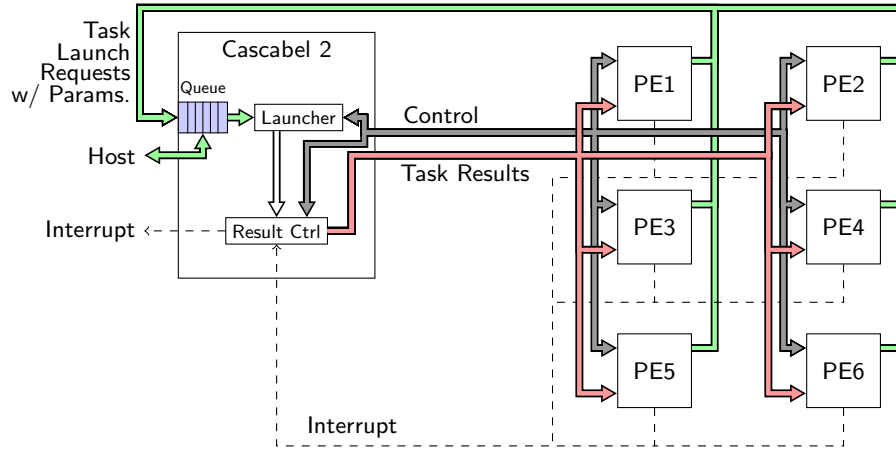 Task
Launch
Requests
w/ Params.
Cascabel 2
Queue
Launcher
Control
Host
Task Results
Interrupt
Result Ctrl
Interrupt
PE1
PE2
PE3
PE4
PE5
PE6